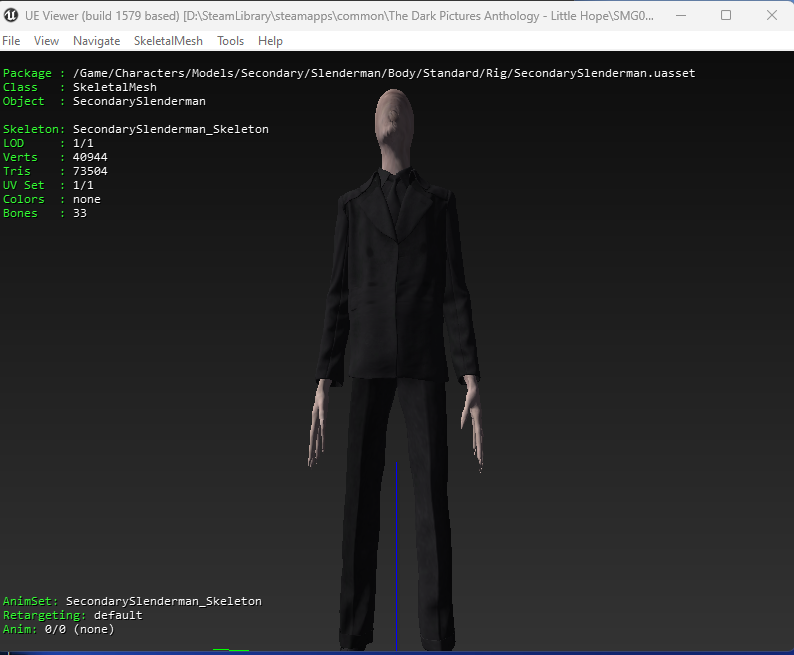 UE Viewer (build 1579 based) [D:\SteamLibrary\steamapps\common\The Dark Pictures Anthology - Little Hope\SMG0...
File View Navigate SkeletalMesh Tools Help
Package : /Game/Characters/Models/Secondary/Slenderman/Body/Standard/Rig/SecondarySlenderman.uasset
Class : SkeletalMesh
Object : SecondarySlenderman
Skeleton: SecondarySlenderman_Skeleton
LOD : 1/1
Verts : 40944
Tris : 73504
UV Set : 1/1
Colors : none
Bones : 33
AnimSet: SecondarySlenderman_Skeleton
Retargeting: default
Anim: 0/0 (none)